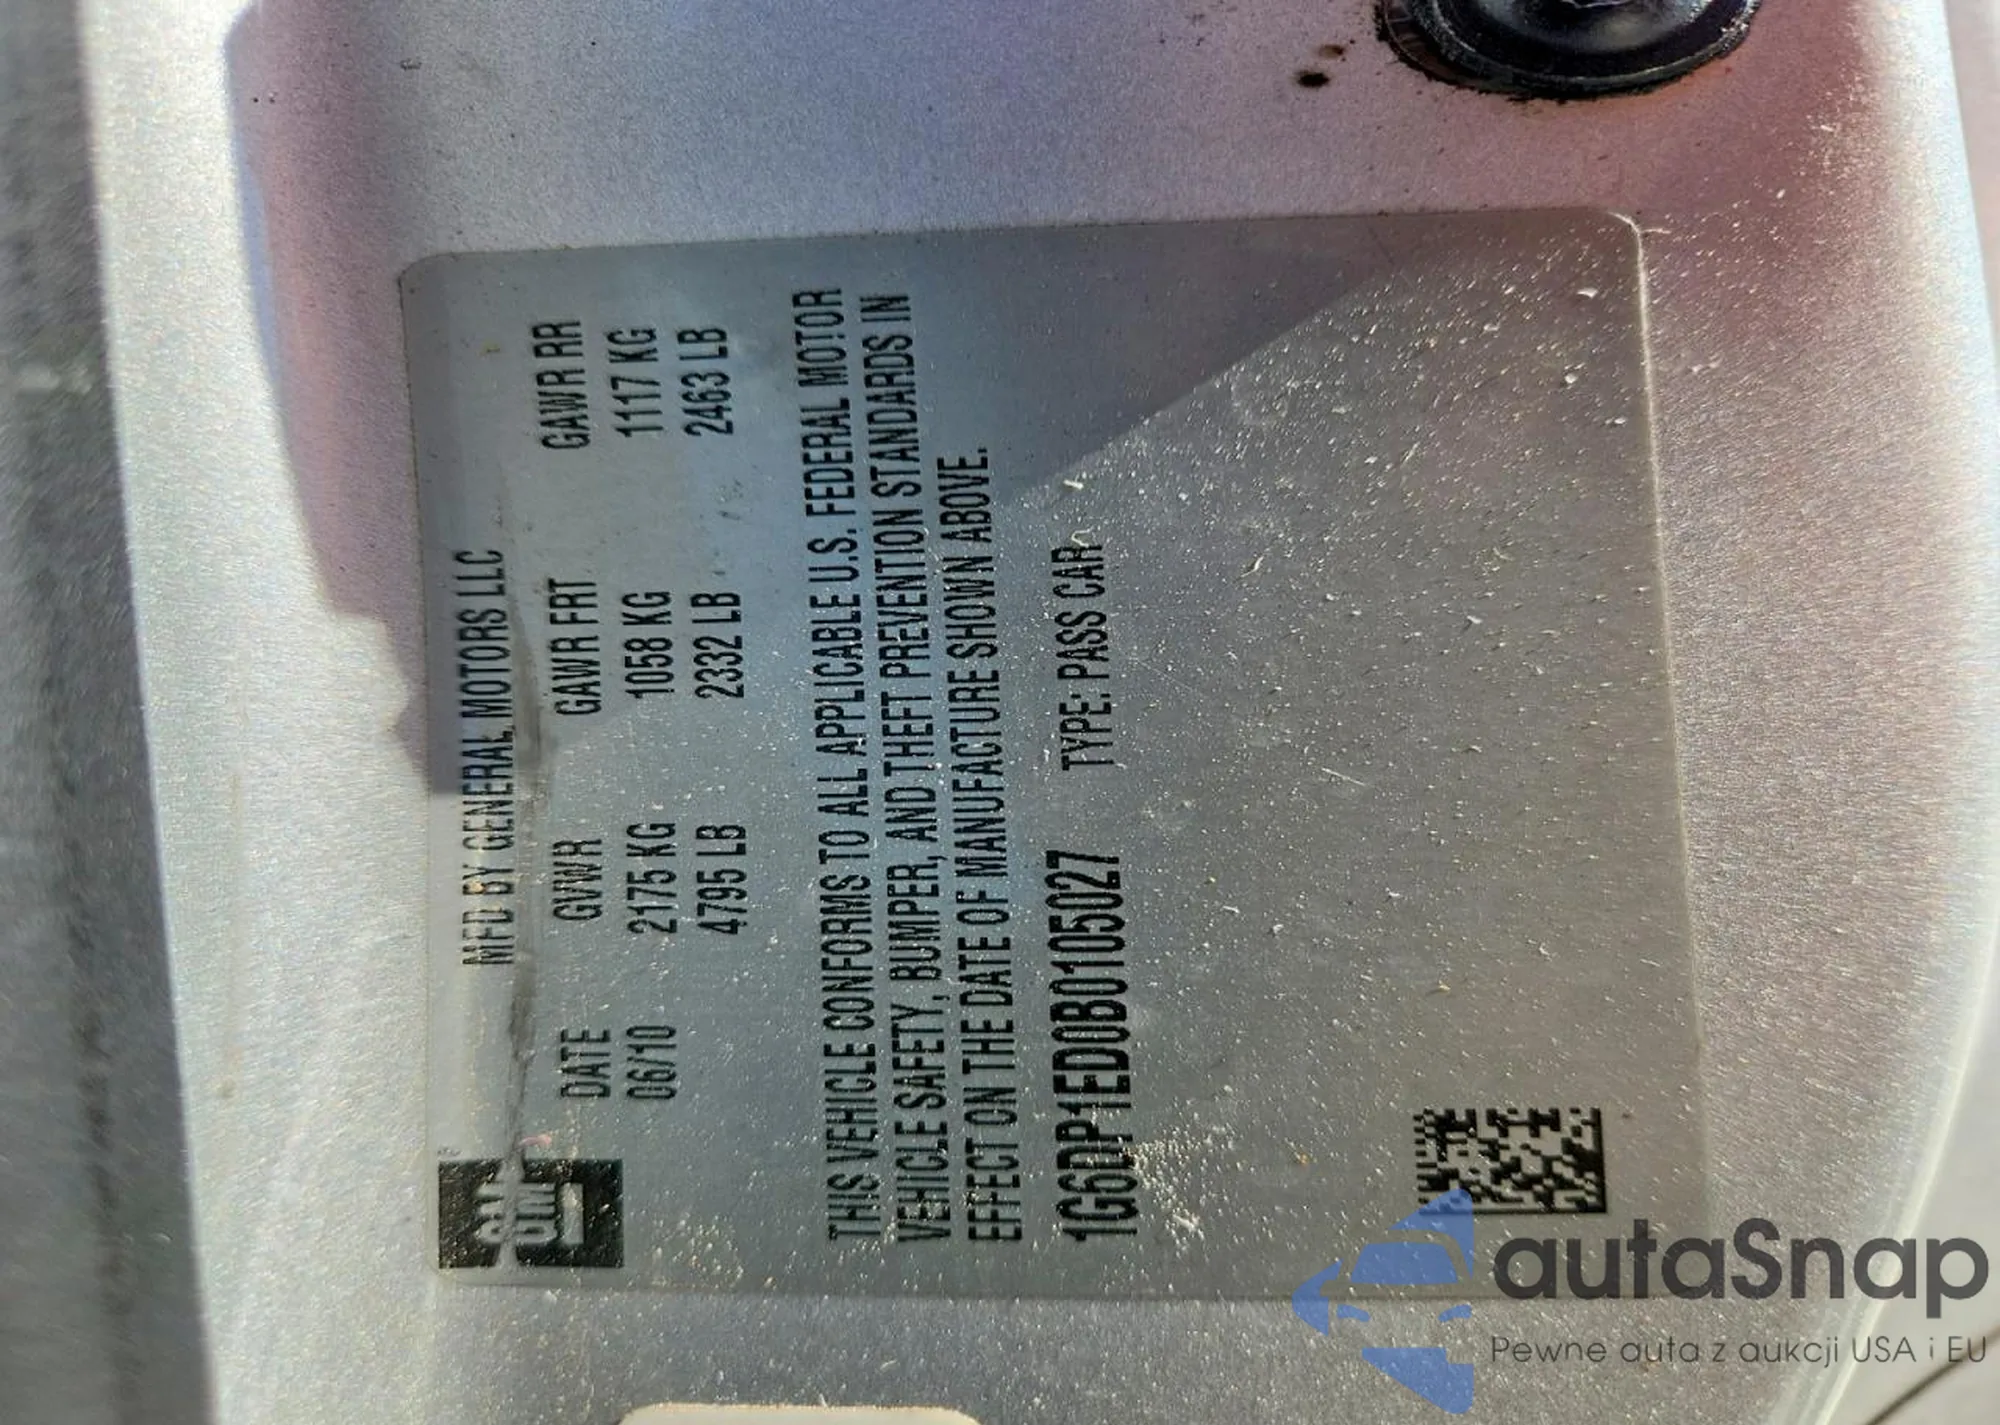 MFD BY GENERAL MOTORS LLC
DATE GVWR GAWR FRT GAWR RR
06/10 2175 KG 1058 KG 1117 KG
4795 LB 2332 LB 2463 LB
THIS VEHICLE CONFORMS TO ALL APPLICABLE U.S. FEDERAL MOTOR
VEHICLE SAFETY, BUMPER, AND THEFT PREVENTION STANDARDS IN
EFFECT ON THE DATE OF MANUFACTURE SHOWN ABOVE.
1G6DP1ED0B0105027 TYPE: PASS CAR
GM
autaSnap
Pewne auta z aukcji USA i EU